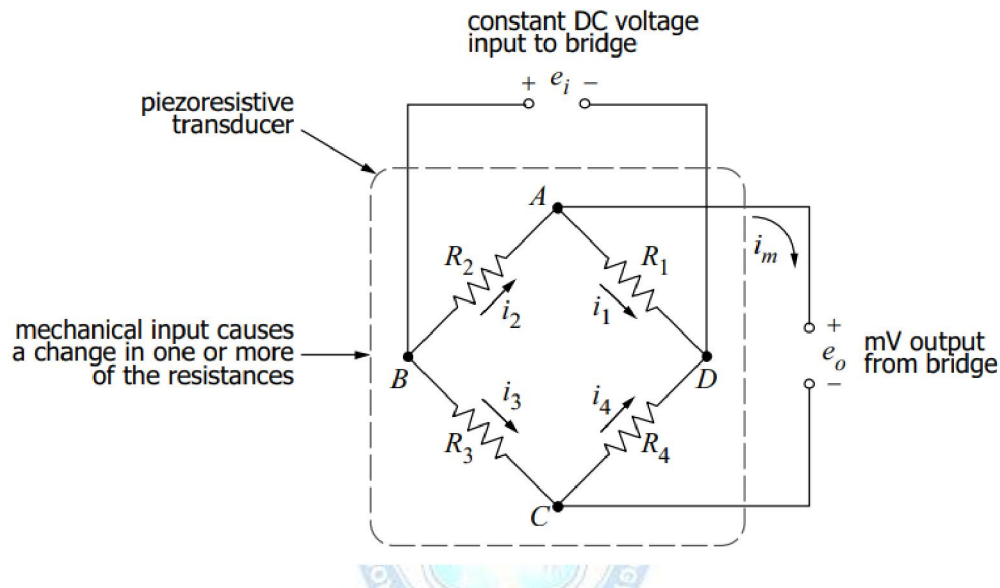 constant DC voltage
input to bridge
+ e_i −
piezoresistive
transducer
A
R_2
R_1
i_m
i_2
i_1
+
mechanical input causes
a change in one or more
of the resistances
e_o
mV output
from bridge
−
B
D
i_3
i_4
R_3
R_4
C